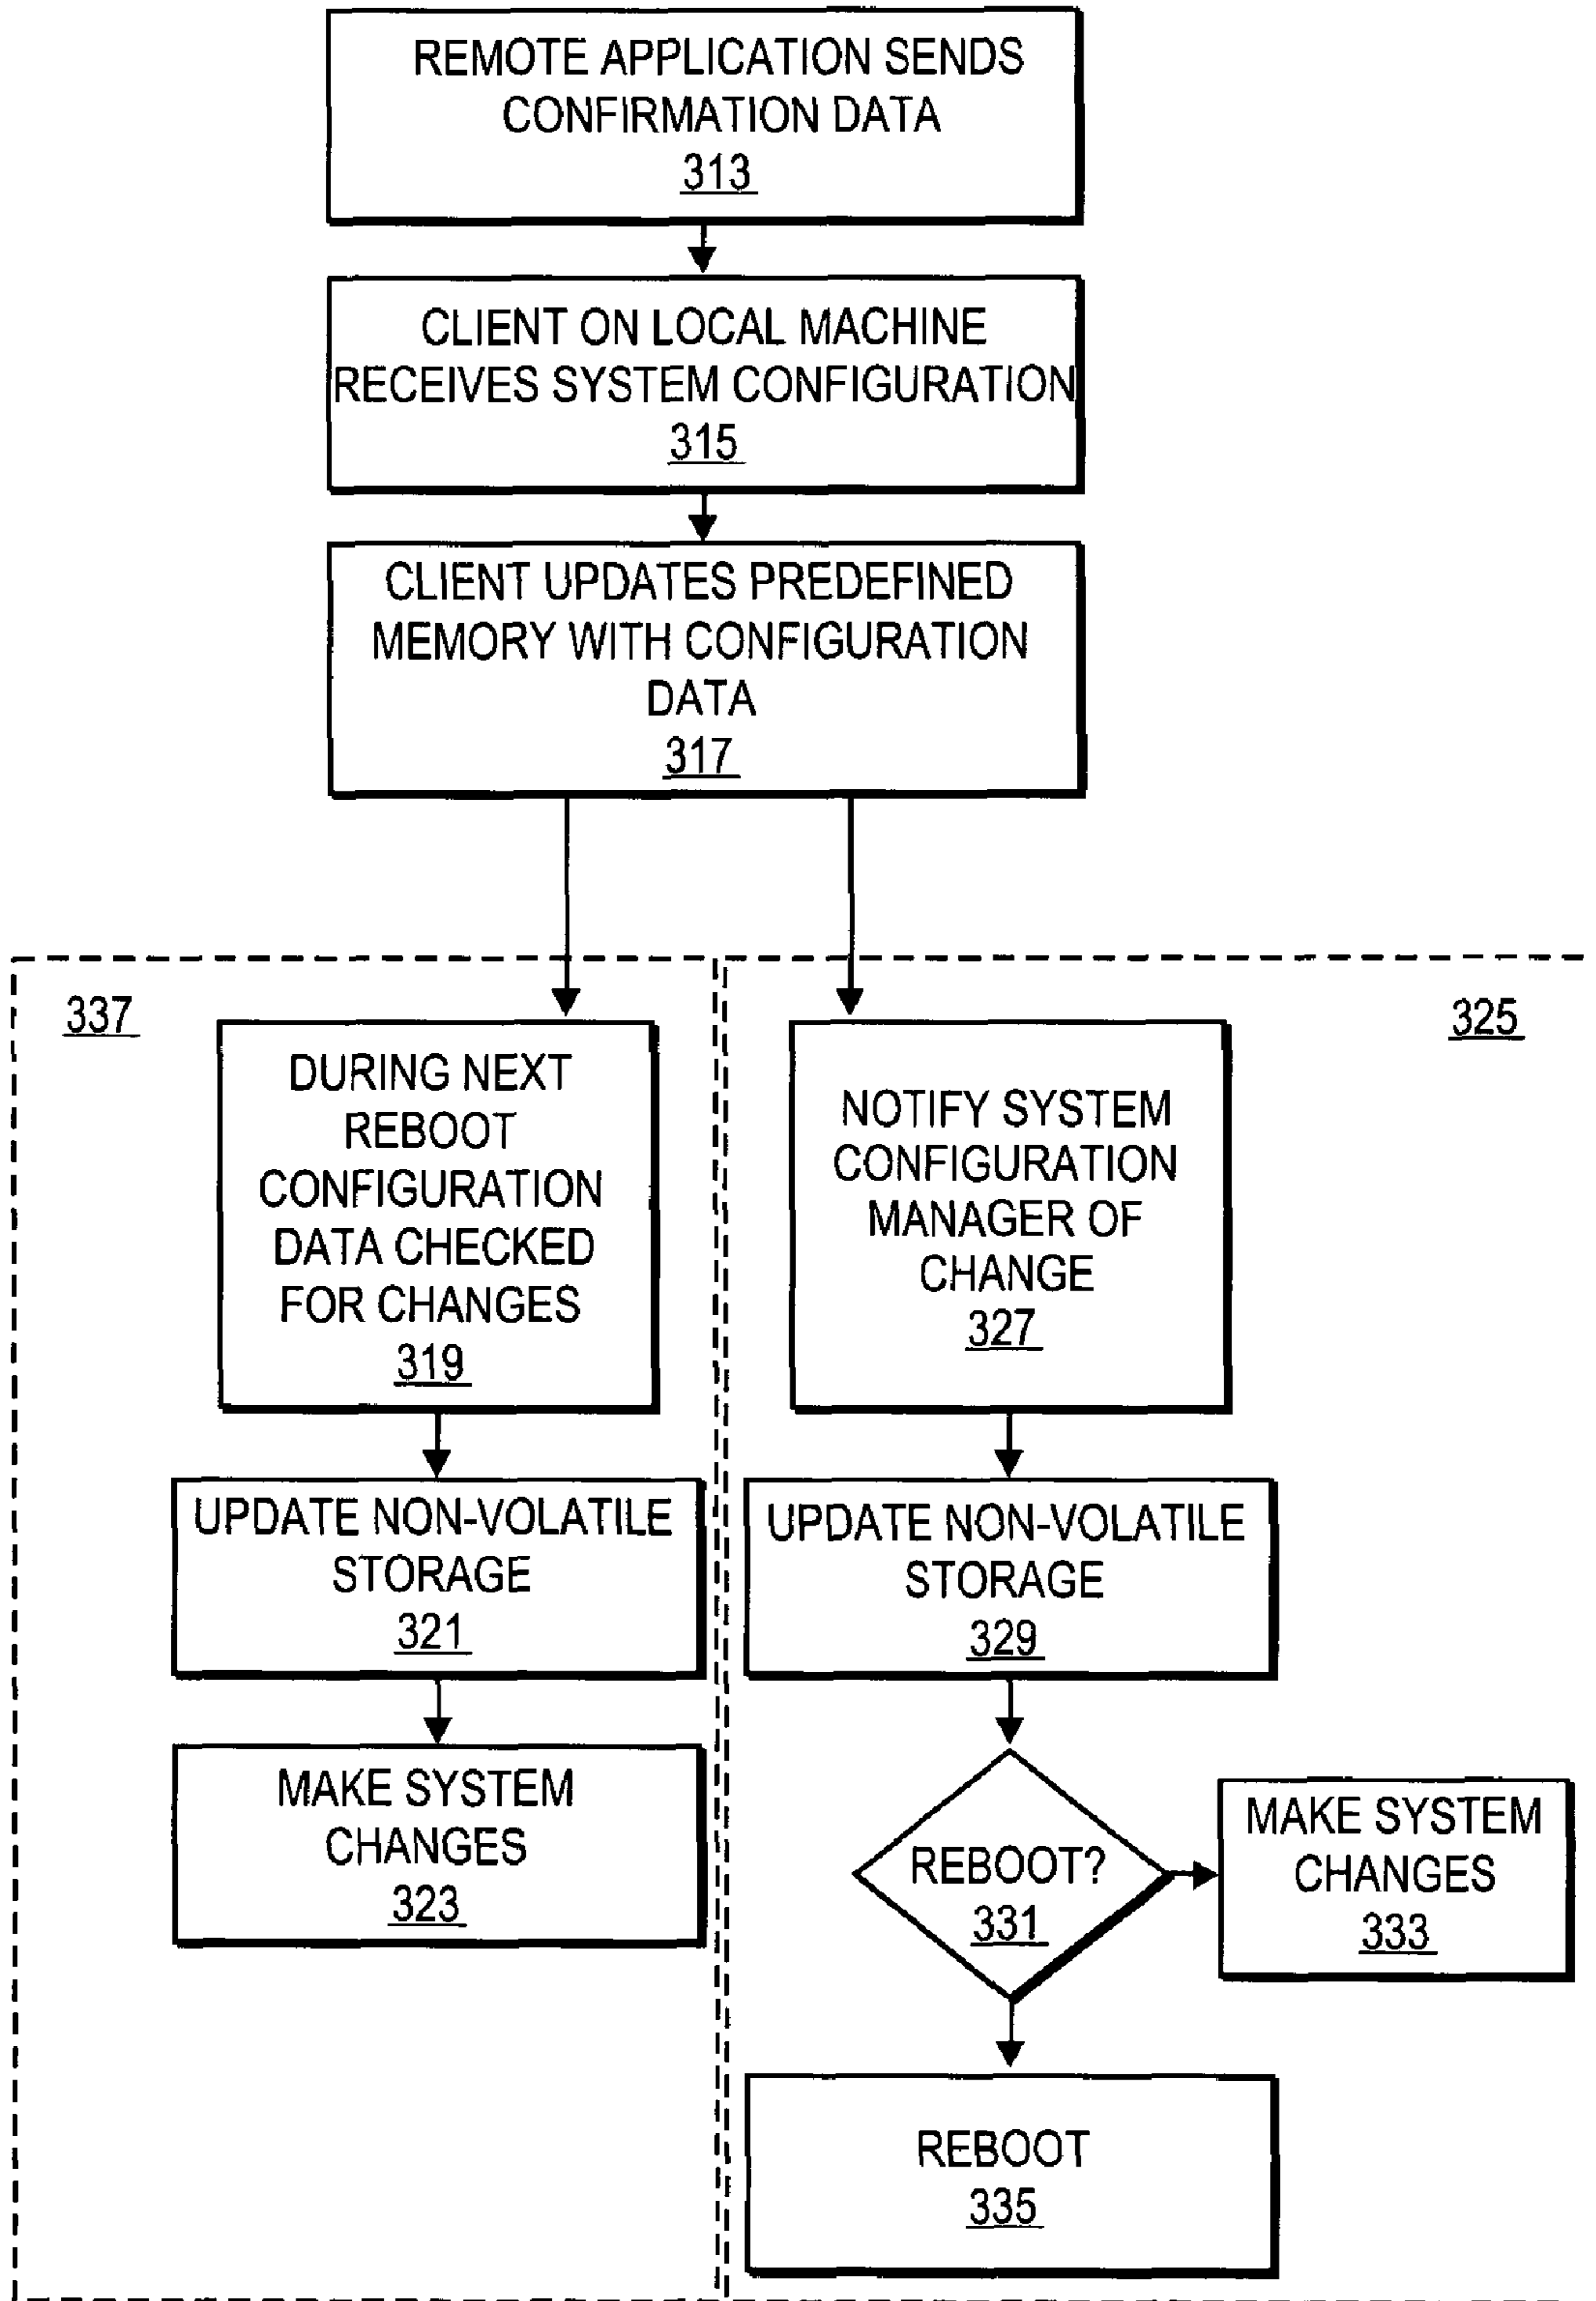 REMOTE APPLICATION SENDS
CONFIRMATION DATA
313
CLIENT ON LOCAL MACHINE
RECEIVES SYSTEM CONFIGURATION
315
CLIENT UPDATES PREDEFINED
MEMORY WITH CONFIGURATION
DATA
317
337
DURING NEXT
REBOOT
CONFIGURATION
DATA CHECKED
FOR CHANGES
319
UPDATE NON-VOLATILE
STORAGE
321
MAKE SYSTEM
CHANGES
323
325
NOTIFY SYSTEM
CONFIGURATION
MANAGER OF
CHANGE
327
UPDATE NON-VOLATILE
STORAGE
329
REBOOT?
331
MAKE SYSTEM
CHANGES
333
REBOOT
335